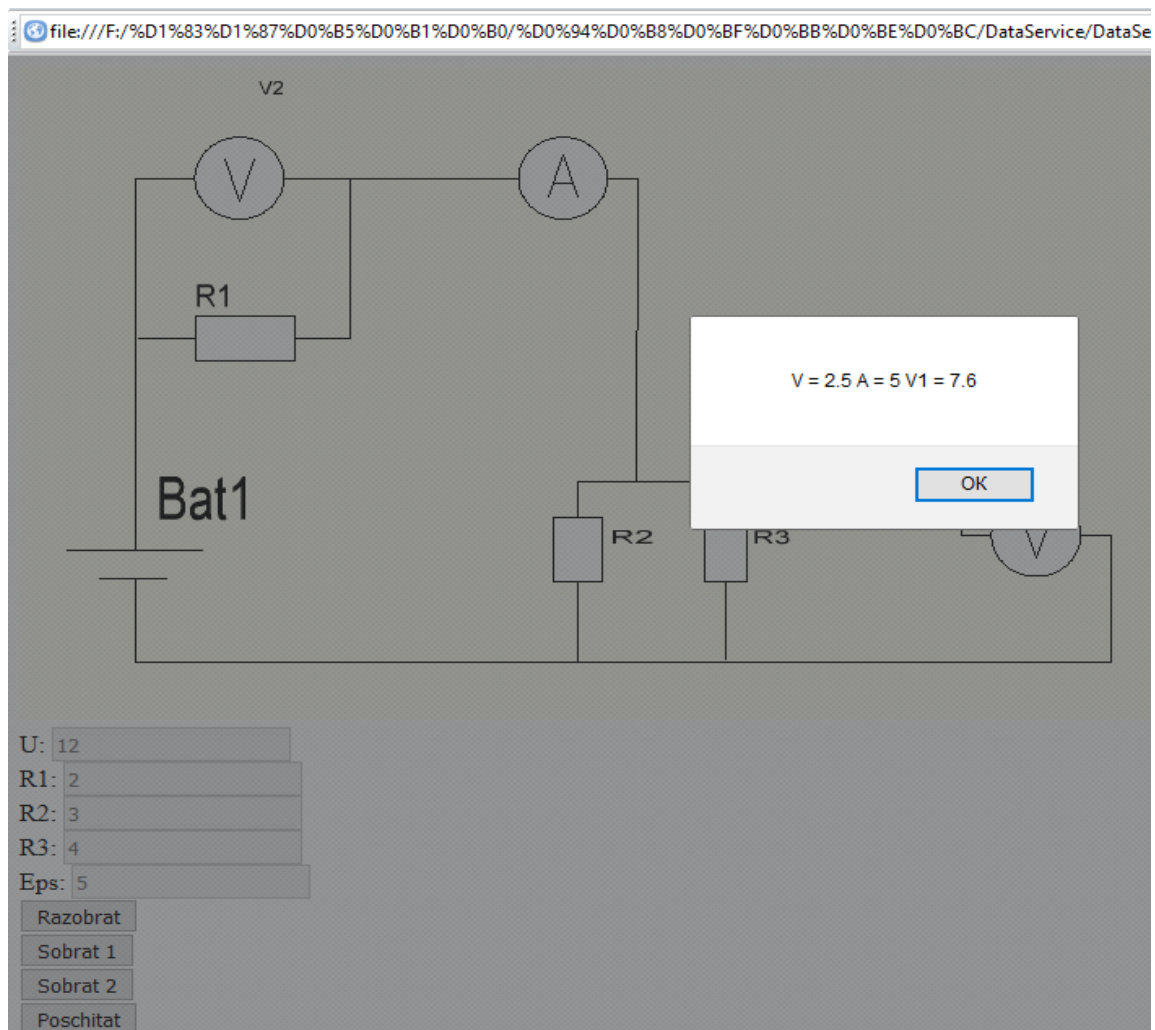 file:///F:/%D1%83%D1%87%D0%B5%D0%B1%D0%B0/%D0%94%D0%B8%D0%BF%D0%BB%D0%BE%D0%BC/DataService/DataSe
V2
V
A
R1
V = 2.5 A = 5 V1 = 7.6
Bat1
OK
R2
R3
V
U: 12
R1: 2
R2: 3
R3: 4
Eps: 5
Razobrat
Sobrat 1
Sobrat 2
Poschitat